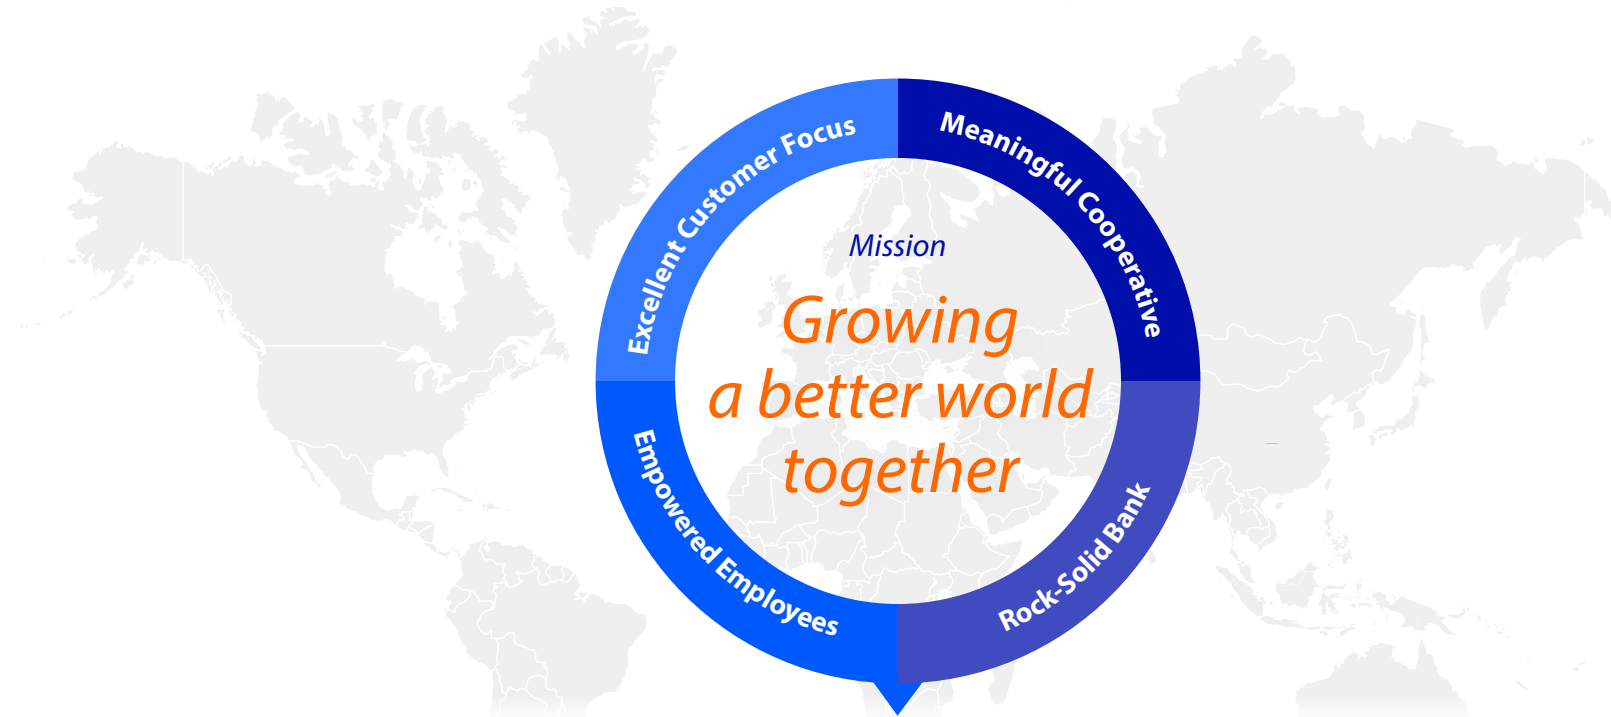 Excellent Customer Focus
Meaningful Cooperative
Mission
Growing
a better world
together
Empowered Employees
Rock-Solid Bank